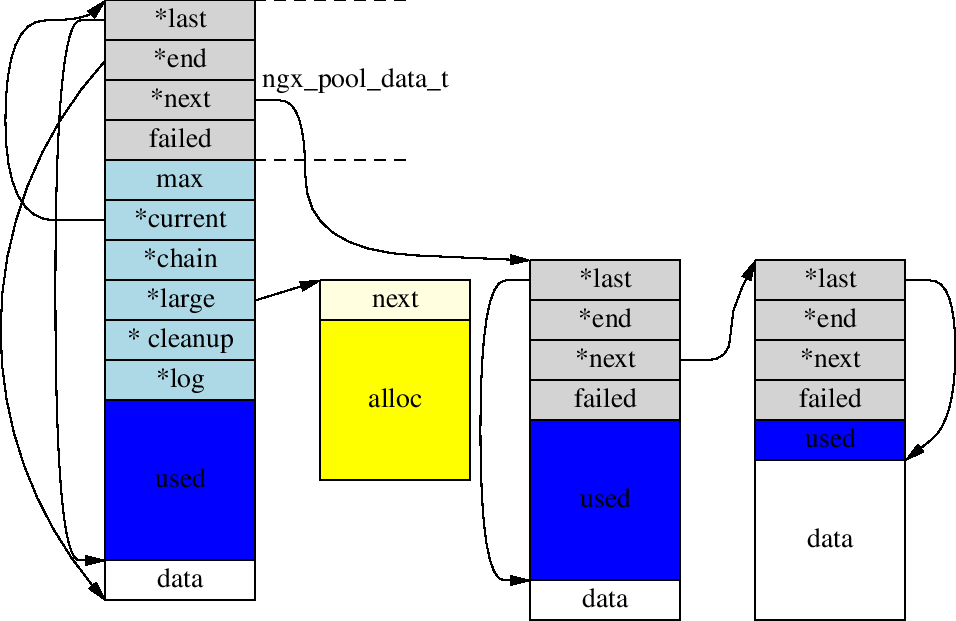 *last
*end
ngx_pool_data_t
*next
failed
max
*current
*chain
*large
* cleanup
*log
used
data
next
alloc
*last
*end
*next
failed
used
data
*last
*end
*next
failed
used
data